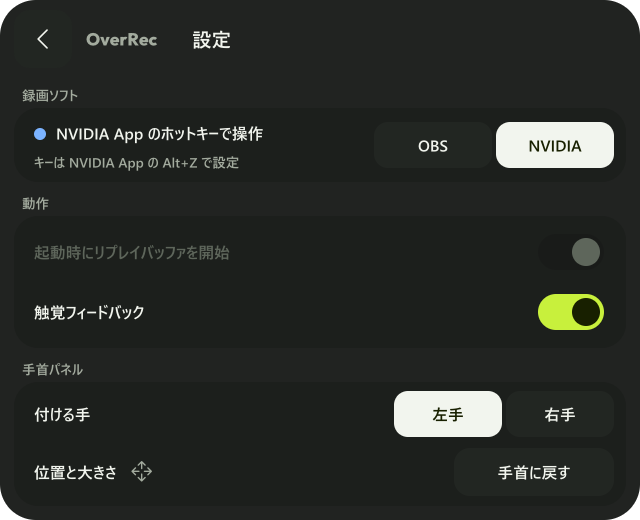 OverRec 設定
録画ソフト
NVIDIA App のホットキーで操作
OBS
NVIDIA
キーは NVIDIA App の Alt+Z で設定
動作
起動時にリプレイバッファを開始
触覚フィードバック
手首パネル
付ける手
左手
右手
位置と大きさ
手首に戻す